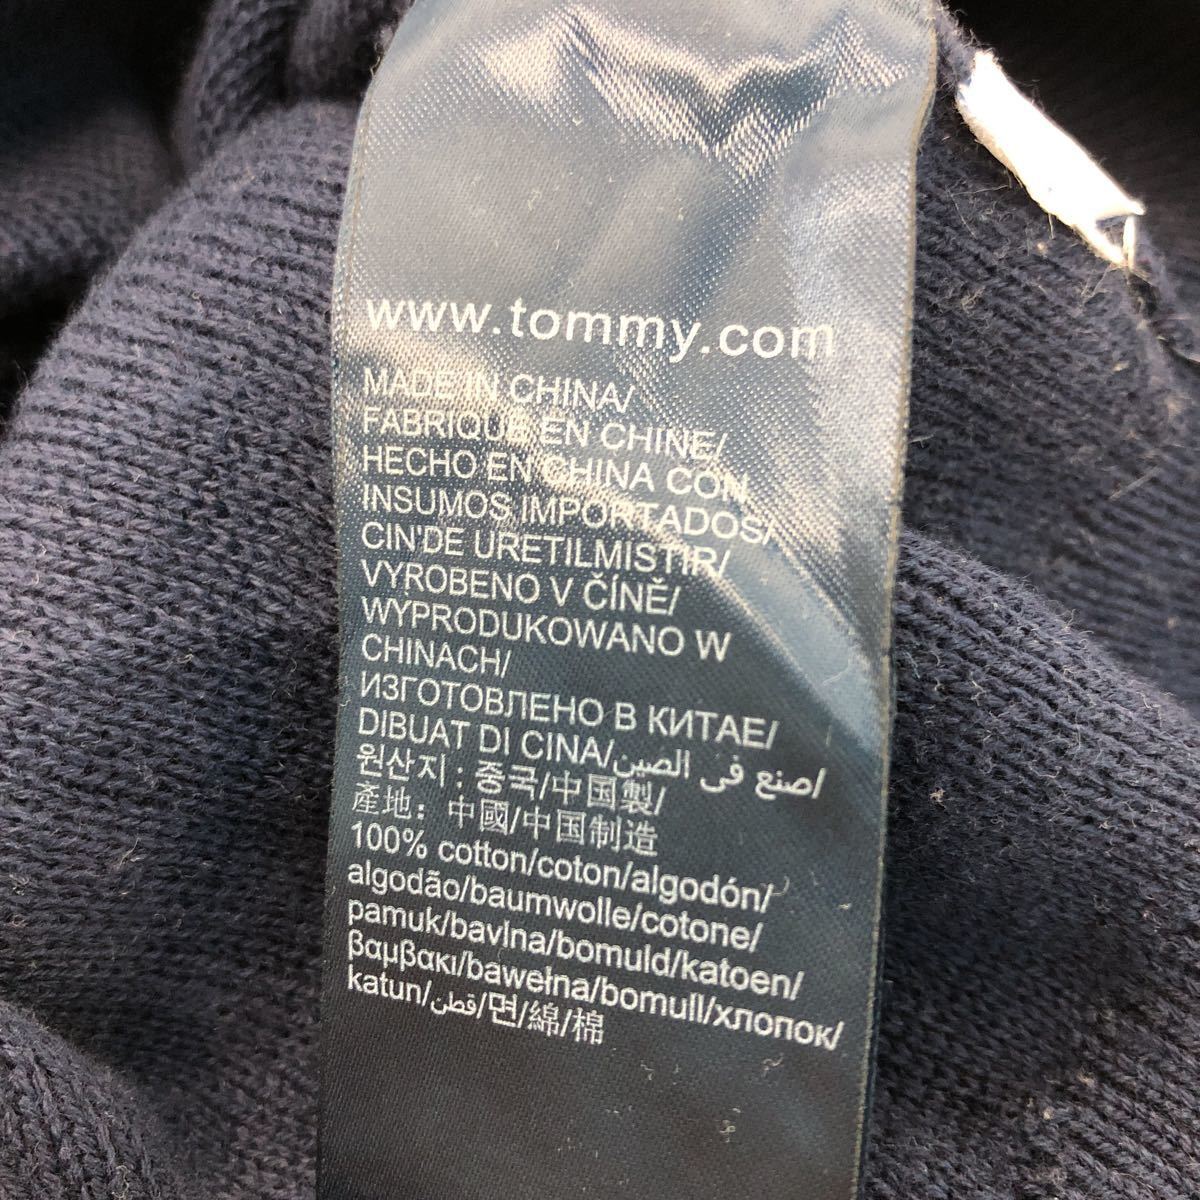 www.tommy.com
MADE IN CHINA/
FABRIQUE EN CHINE/
HECHO EN CHINA CON
INSUMOS IMPORTADOS/
CIN'DE URETILMISTIR/
VYROBENO V ČÍNĚ/
WYPRODUKOWANO W
CHINACH/
ИЗГОТОВЛЕНО В КИТАЕ/
DIBUAT DI CINA/صنع في الصين/
원산지 : 중국/中国製/
產地：中國/中国制造
100% cotton/coton/algodón/
algodão/baumwolle/cotone/
pamuk/bavlna/bomuld/katoen/
βαμβακι/bawełna/bomull/хлопок/
katun/قطن/면/綿/棉